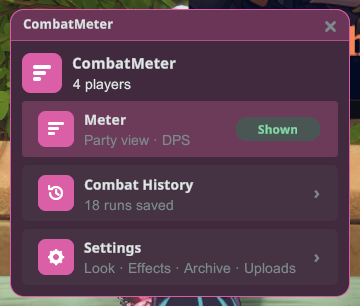 CombatMeter
CombatMeter
4 players
Meter
Party view · DPS
Shown
Combat History
18 runs saved
Settings
Look · Effects · Archive · Uploads